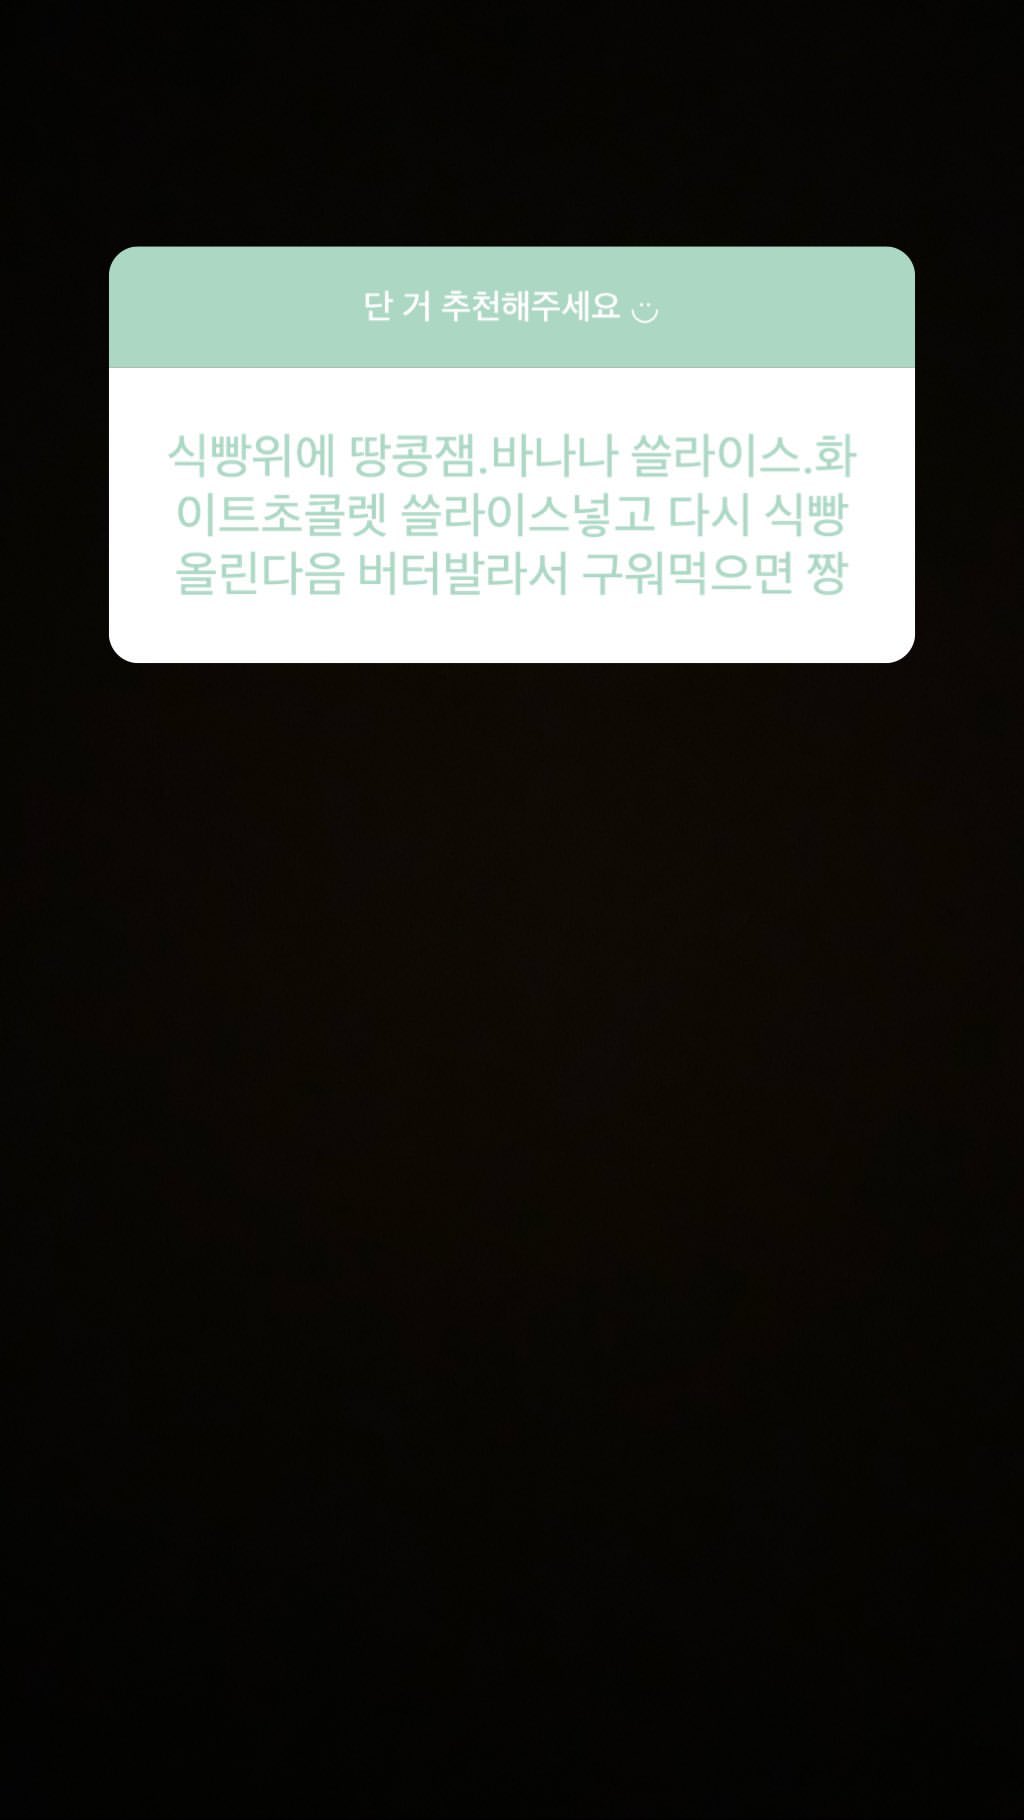 단 거 추천해주세요
식빵위에 땅콩잼.바나나 쓸라이스.화
이트초콜렛 쓸라이스넣고 다시 식빵
올린다음 버터발라서 구워먹으면 짱